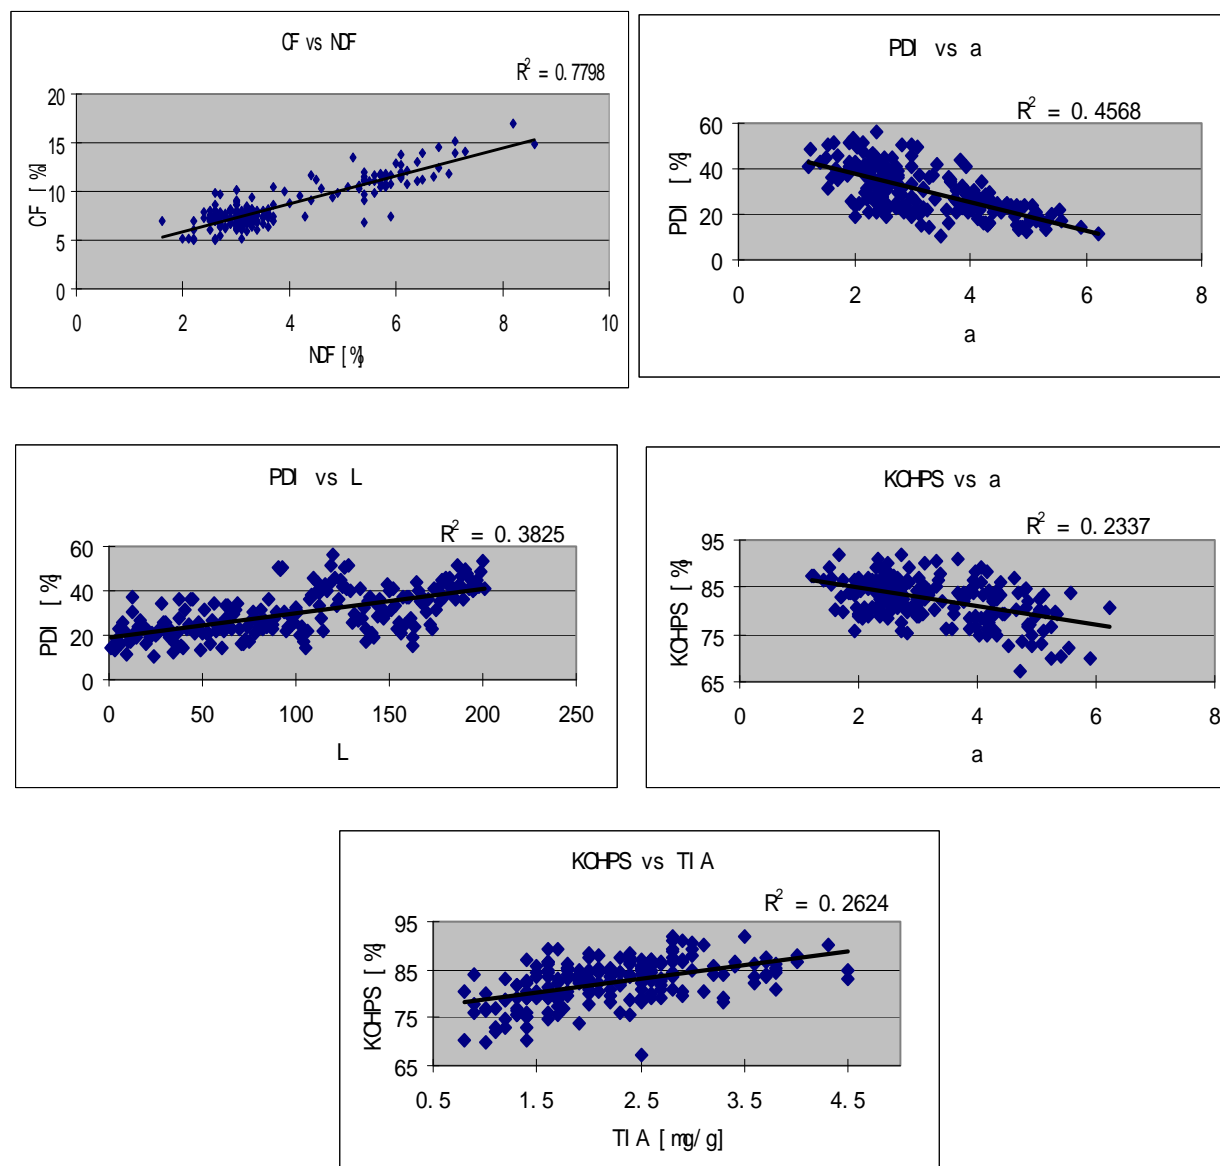 CF vs NDF
R² = 0.7798
20
15
10
5
0
CF [%]
0 2 4 6 8 10
NDF [%]
PDI vs a
R² = 0.4568
60
40
20
0
PDI [%]
0 2 4 6 8
a
PDI vs L
R² = 0.3825
60
40
20
0
PDI [%]
0 50 100 150 200 250
L
KOHPS vs a
R² = 0.2337
95
85
75
65
KOHPS [%]
0 2 4 6 8
a
KOHPS vs TIA
R² = 0.2624
95
85
75
65
KOHPS [%]
0.5 1.5 2.5 3.5 4.5
TIA [mg/g]